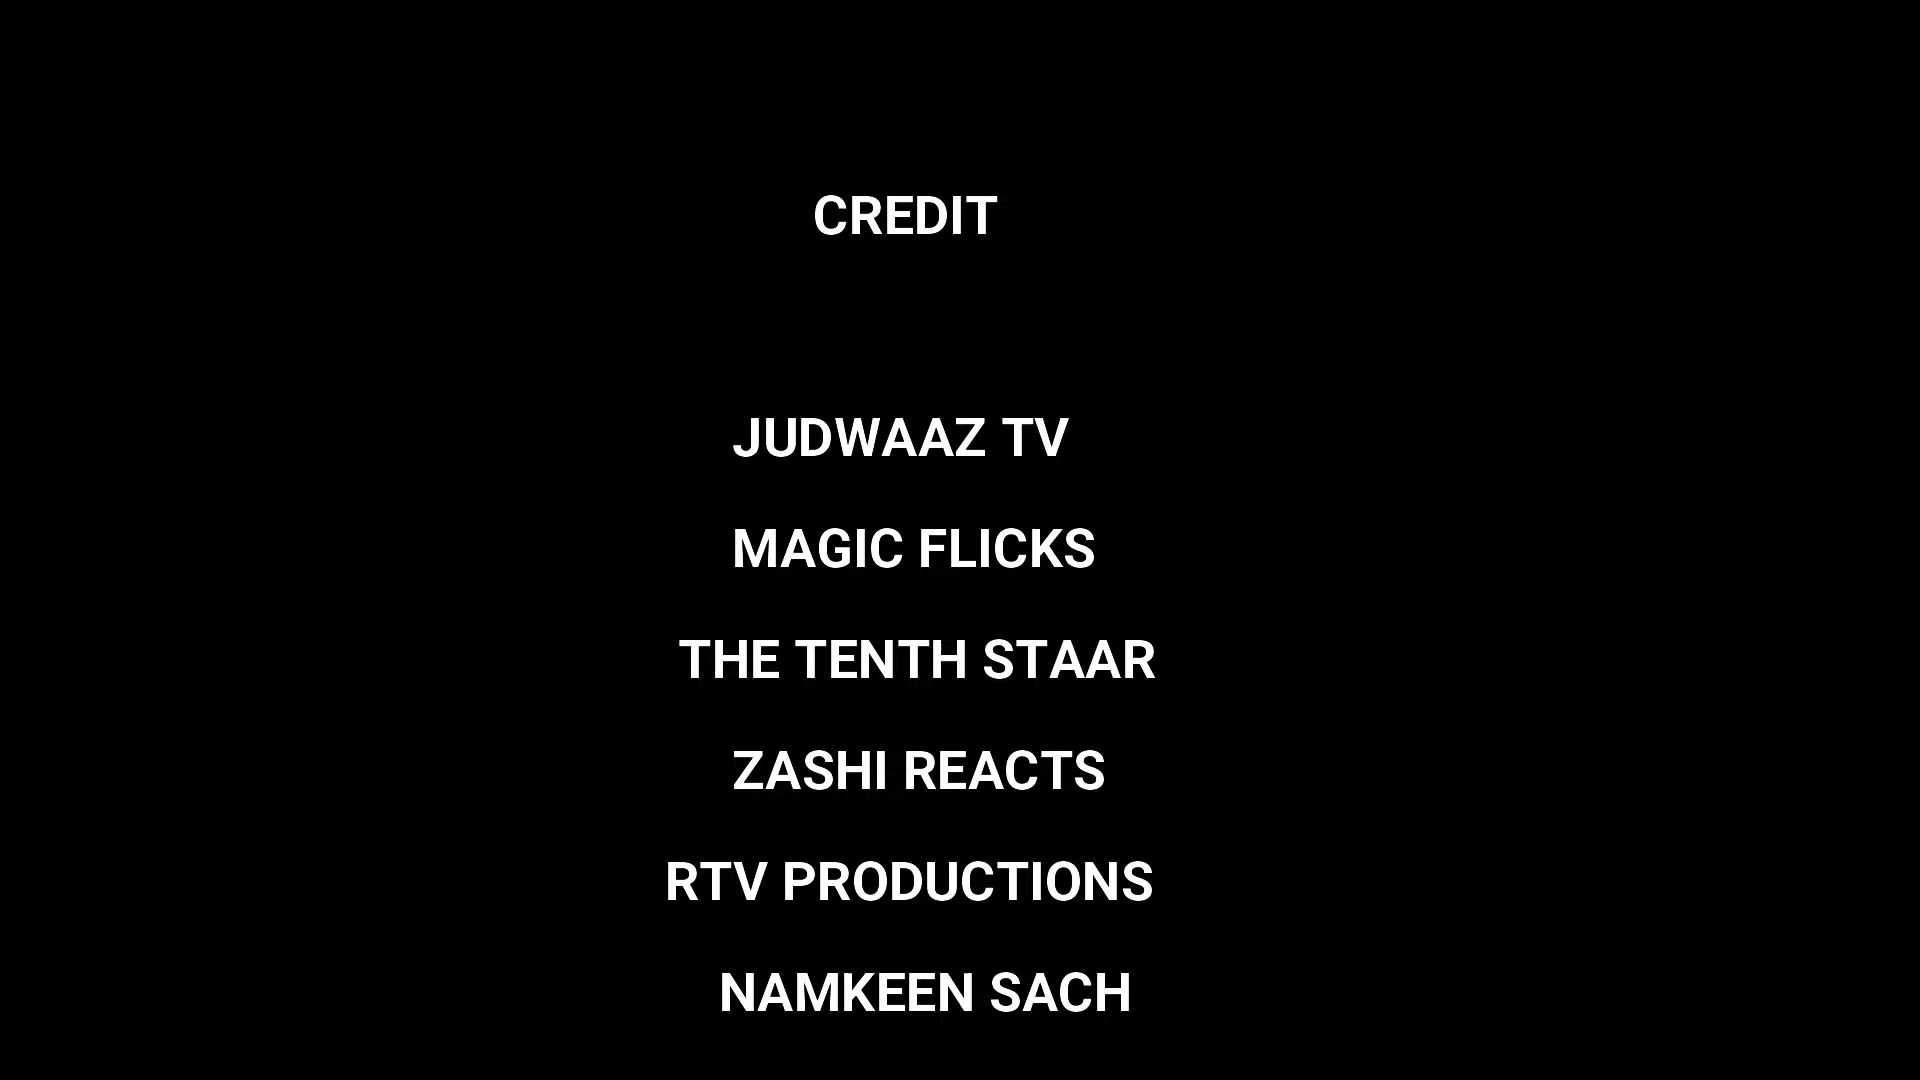 CREDIT
JUDWAAZ TV
MAGIC FLICKS
THE TENTH STAAR
ZASHI REACTS
RTV PRODUCTIONS
NAMKEEN SACH